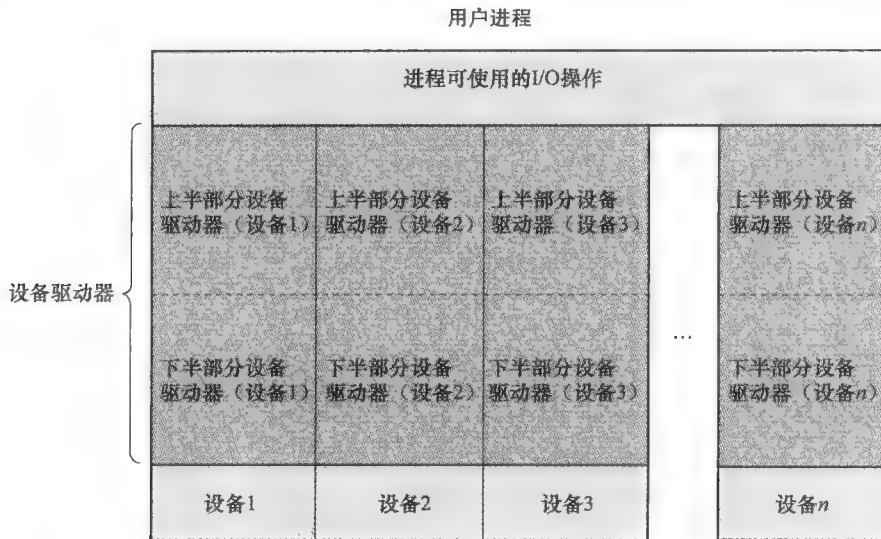 用户进程
进程可使用的I/O操作
上半部分设备
驱动器（设备1）
上半部分设备
驱动器（设备2）
上半部分设备
驱动器（设备3）
上半部分设备
驱动器（设备n）
设备驱动器
…
下半部分设备
驱动器（设备1）
下半部分设备
驱动器（设备2）
下半部分设备
驱动器（设备3）
下半部分设备
驱动器（设备n）
设备1
设备2
设备3
设备n